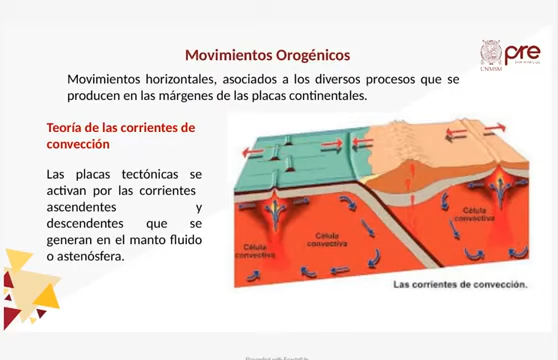 Movimientos Orogénicos
UNMSM
pre
Movimientos horizontales, asociados a los diversos procesos que se
producen en las márgenes de las placas continentales.
Teoría de las corrientes de
convección
Las placas tectónicas se
activan por las corrientes
ascendentes y
descendentes que se
generan en el manto fluido
o astenósfera.
Célula
convectiva
Célula
convectiva
Célula
convectiva
Las corrientes de convección.